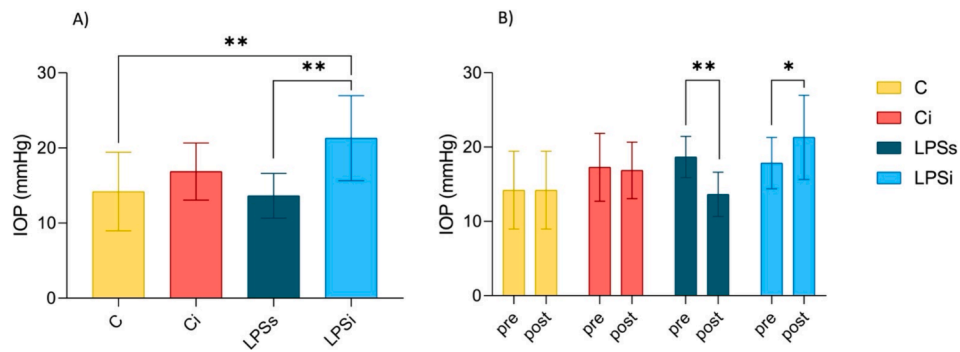 A)
**
**
30
20
10
0
IOP (mmHg)
C
Ci
LPSs
LPSi
B)
**
*
30
20
10
0
IOP (mmHg)
pre
post
pre
post
pre
post
pre
post
C
Ci
LPSs
LPSi